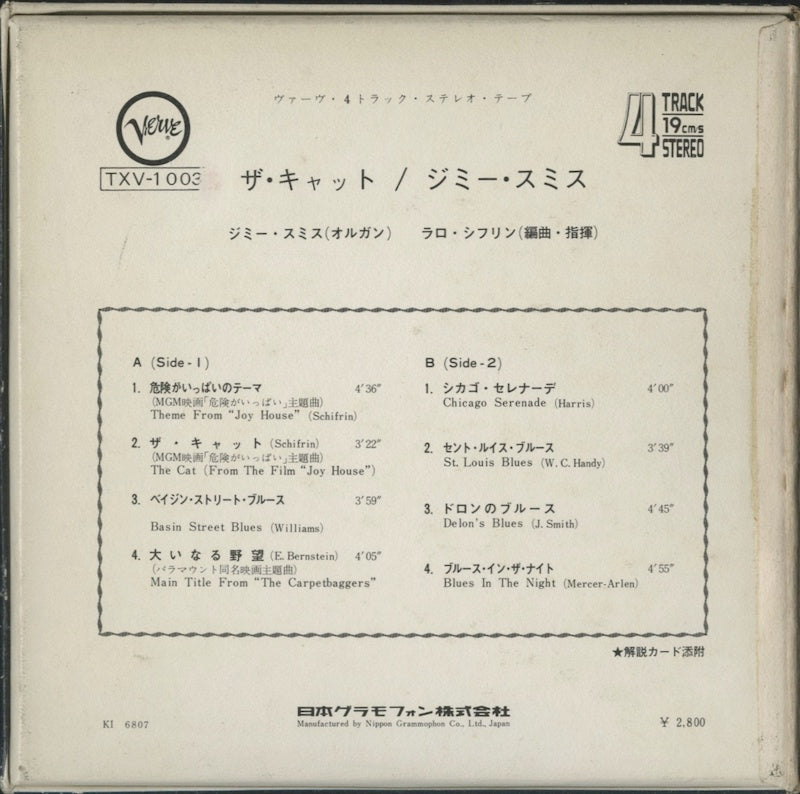 ヴァーヴ・4トラック・ステレオ・テープ
Verve
TXV-1003
4 TRACK
19cm/s
STEREO
ザ・キャット / ジミー・スミス
ジミー・スミス(オルガン) ラロ・シフリン(編曲・指揮)
A (Side-1)
1. 危険がいっぱいのテーマ 4′36″
(MGM映画「危険がいっぱい」主題曲)
Theme From “Joy House” (Schifrin)
2. ザ・キャット (Schifrin) 3′22″
(MGM映画「危険がいっぱい」主題曲)
The Cat (From The Film “Joy House”)
3. ベイジン・ストリート・ブルース 3′59″
Basin Street Blues (Williams)
4. 大いなる野望 (E. Bernstein) 4′05″
(パラマウント同名映画主題曲)
Main Title From “The Carpetbaggers”
B (Side-2)
1. シカゴ・セレナーデ 4′00″
Chicago Serenade (Harris)
2. セント・ルイス・ブルース 3′39″
St. Louis Blues (W. C. Handy)
3. ドロンのブルース 4′45″
Delon's Blues (J. Smith)
4. ブルース・イン・ザ・ナイト 4′55″
Blues In The Night (Mercer-Arlen)
★解説カード添附
KI 6807
日本グラモフォン株式会社
Manufactured by Nippon Grammophon Co., Ltd., Japan
¥ 2,800